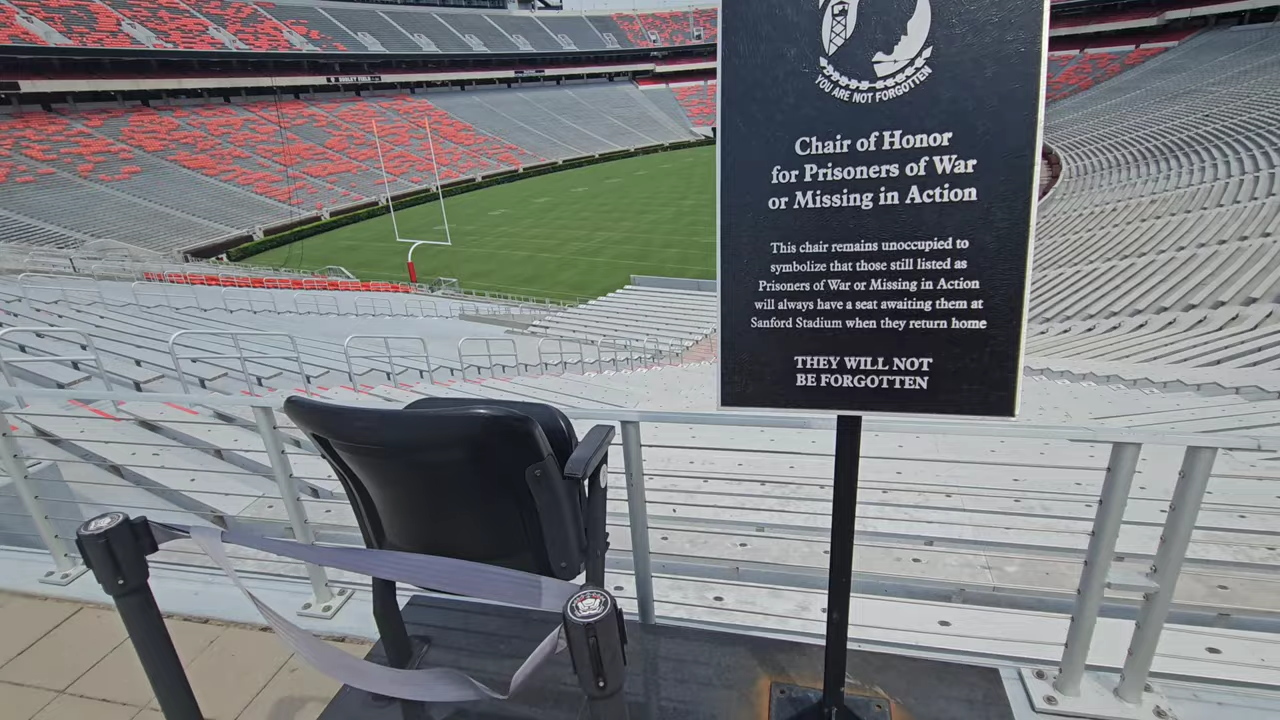 DOOLEY FIELD
YOU ARE NOT FORGOTTEN
Chair of Honor
for Prisoners of War
or Missing in Action
This chair remains unoccupied to
symbolize that those still listed as
Prisoners of War or Missing in Action
will always have a seat awaiting them at
Sanford Stadium when they return home
THEY WILL NOT
BE FORGOTTEN